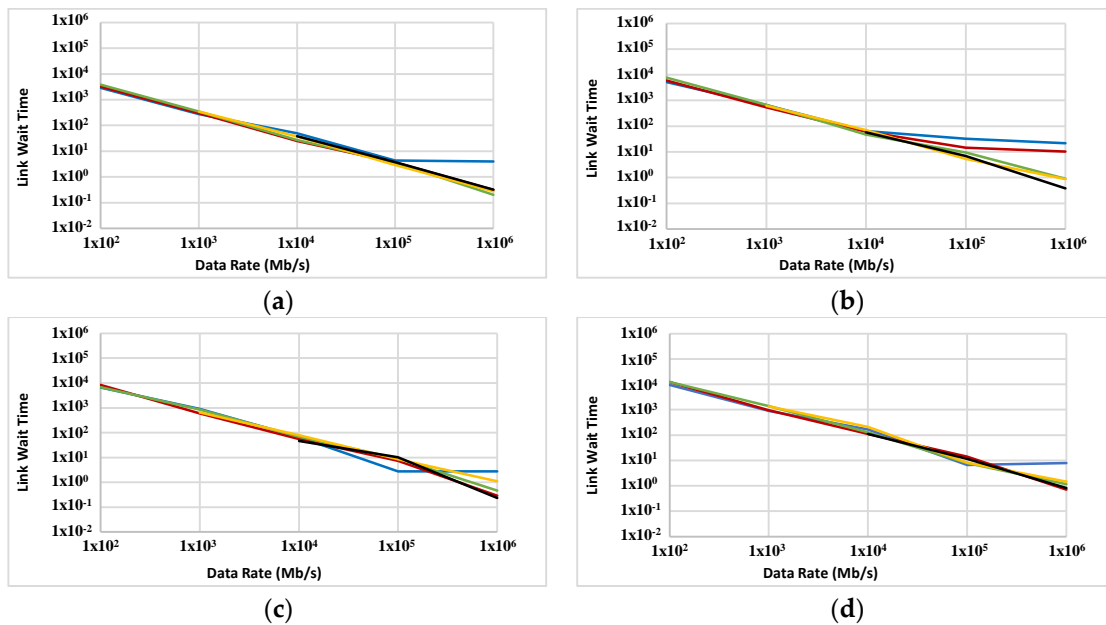 1x10⁶
1x10⁵
1x10⁴
1x10³
1x10²
1x10¹
1x10⁰
1x10⁻¹
1x10⁻²
Link Wait Time
1x10² 1x10³ 1x10⁴ 1x10⁵ 1x10⁶
Data Rate (Mb/s)
(a)
1x10⁶
1x10⁵
1x10⁴
1x10³
1x10²
1x10¹
1x10⁰
1x10⁻¹
1x10⁻²
Link Wait Time
1x10² 1x10³ 1x10⁴ 1x10⁵ 1x10⁶
Data Rate (Mb/s)
(b)
1x10⁶
1x10⁵
1x10⁴
1x10³
1x10²
1x10¹
1x10⁰
1x10⁻¹
1x10⁻²
Link Wait Time
1x10² 1x10³ 1x10⁴ 1x10⁵ 1x10⁶
Data Rate (Mb/s)
(c)
1x10⁶
1x10⁵
1x10⁴
1x10³
1x10²
1x10¹
1x10⁰
1x10⁻¹
1x10⁻²
Link Wait Time
1x10² 1x10³ 1x10⁴ 1x10⁵ 1x10⁶
Data Rate (Mb/s)
(d)